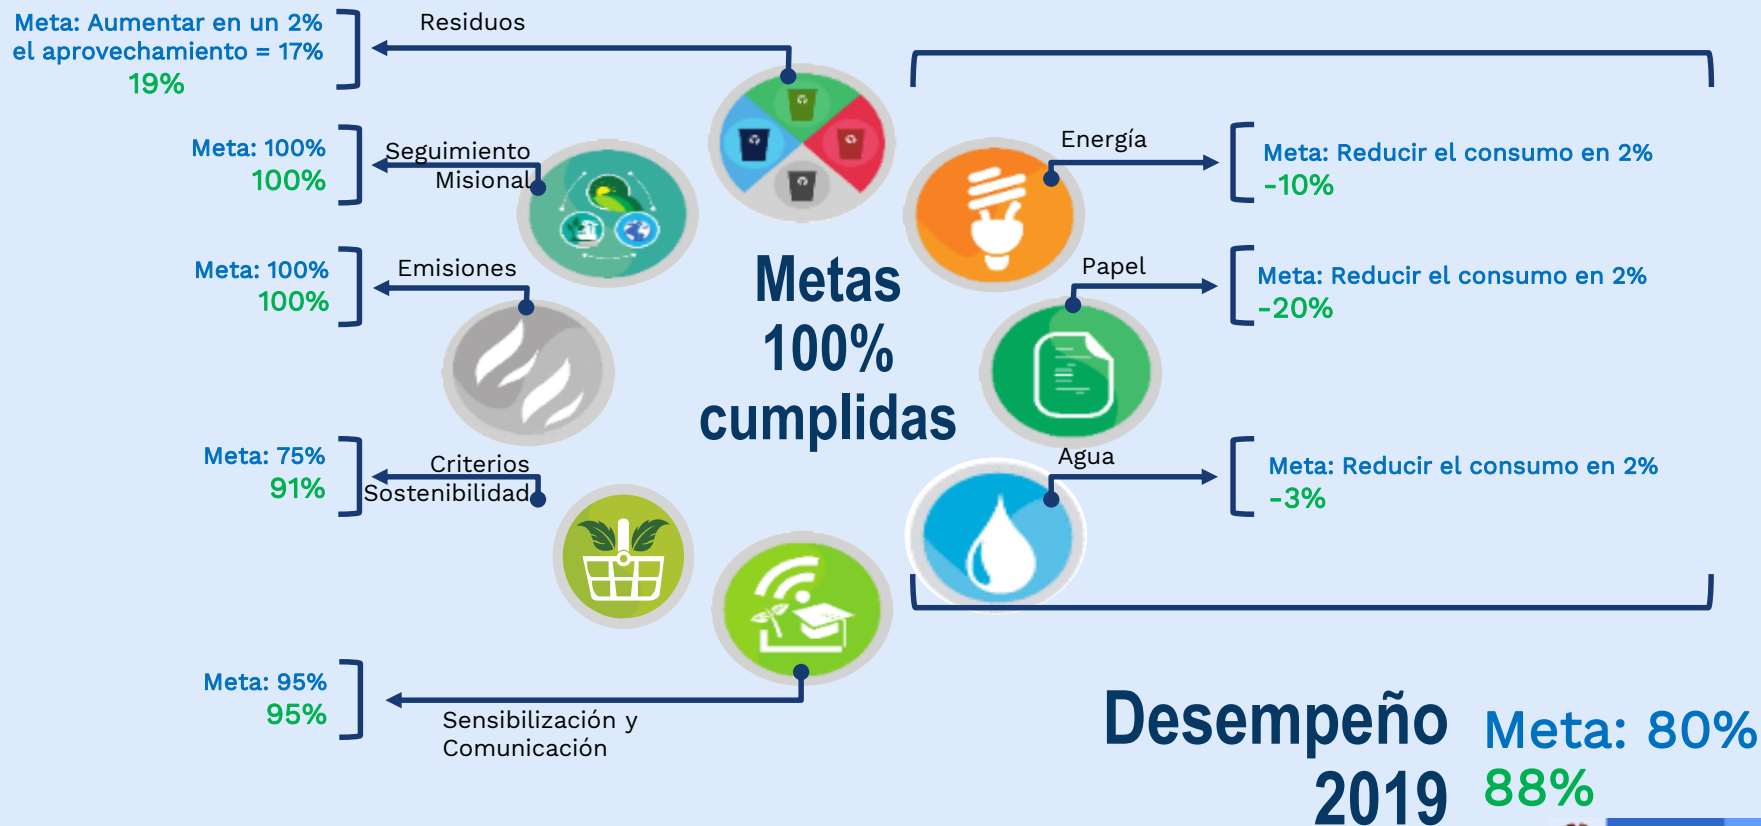 Meta: Aumentar en un 2%
el aprovechamiento = 17%
19%
Residuos
Meta: 100%
100%
Seguimiento
Misional
Meta: 100%
100%
Emisiones
Meta: 75%
91%
Criterios
Sostenibilidad
Meta: 95%
95%
Sensibilización y
Comunicación
Metas
100%
cumplidas
Energía
Meta: Reducir el consumo en 2%
-10%
Papel
Meta: Reducir el consumo en 2%
-20%
Agua
Meta: Reducir el consumo en 2%
-3%
Desempeño
2019
Meta: 80%
88%